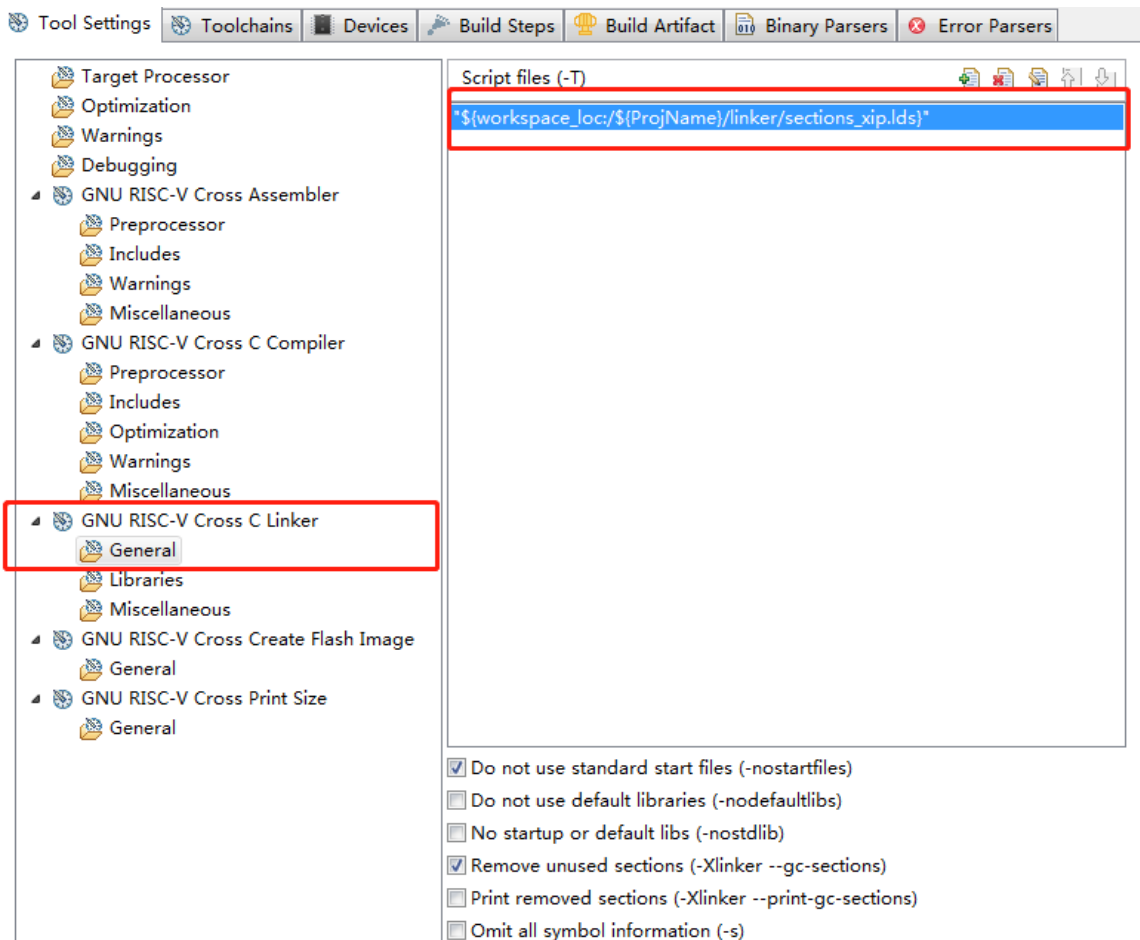 Tool Settings Toolchains Devices Build Steps Build Artifact Binary Parsers Error Parsers
Target Processor
Optimization
Warnings
Debugging
GNU RISC-V Cross Assembler
Preprocessor
Includes
Warnings
Miscellaneous
GNU RISC-V Cross C Compiler
Preprocessor
Includes
Optimization
Warnings
Miscellaneous
GNU RISC-V Cross C Linker
General
Libraries
Miscellaneous
GNU RISC-V Cross Create Flash Image
General
GNU RISC-V Cross Print Size
General
Script files (-T)
"${workspace_loc:/${ProjName}/linker/sections_xip.lds}"
Do not use standard start files (-nostartfiles)
Do not use default libraries (-nodefaultlibs)
No startup or default libs (-nostdlib)
Remove unused sections (-Xlinker --gc-sections)
Print removed sections (-Xlinker --print-gc-sections)
Omit all symbol information (-s)